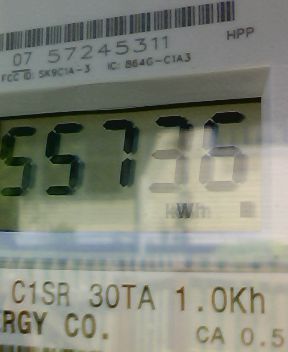 07 57245311
HPP
FCC ID: SK9C1A-3 IC: 864G-C1A3
55736
kWh
C1SR 30TA 1.0Kh
RGY CO.
CA 0.5